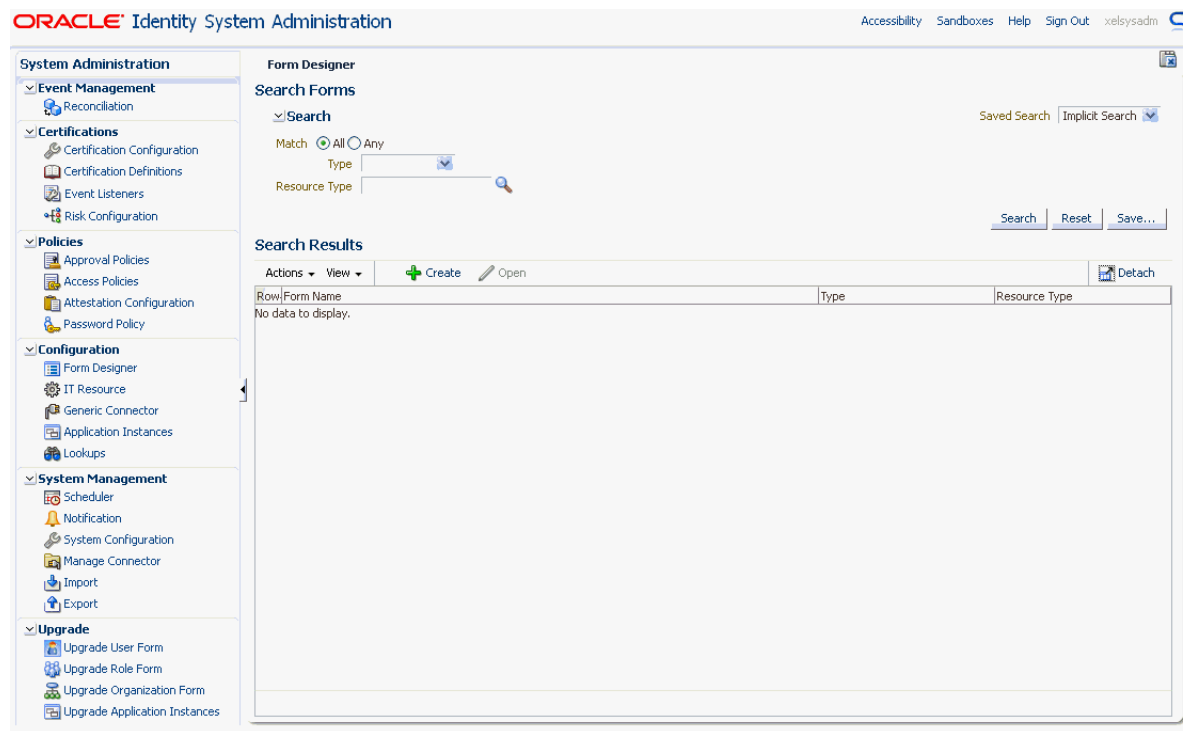 ORACLE Identity System Administration
Accessibility Sandboxes Help Sign Out xelsysadm
System Administration
Event Management
Reconciliation
Certifications
Certification Configuration
Certification Definitions
Event Listeners
Risk Configuration
Policies
Approval Policies
Access Policies
Attestation Configuration
Password Policy
Configuration
Form Designer
IT Resource
Generic Connector
Application Instances
Lookups
System Management
Scheduler
Notification
System Configuration
Manage Connector
Import
Export
Upgrade
Upgrade User Form
Upgrade Role Form
Upgrade Organization Form
Upgrade Application Instances
Form Designer
Search Forms
Search
Saved Search Implicit Search
Match All Any
Type
Resource Type
Search Reset Save...
Search Results
Actions View Create Open Detach
Row Form Name Type Resource Type
No data to display.